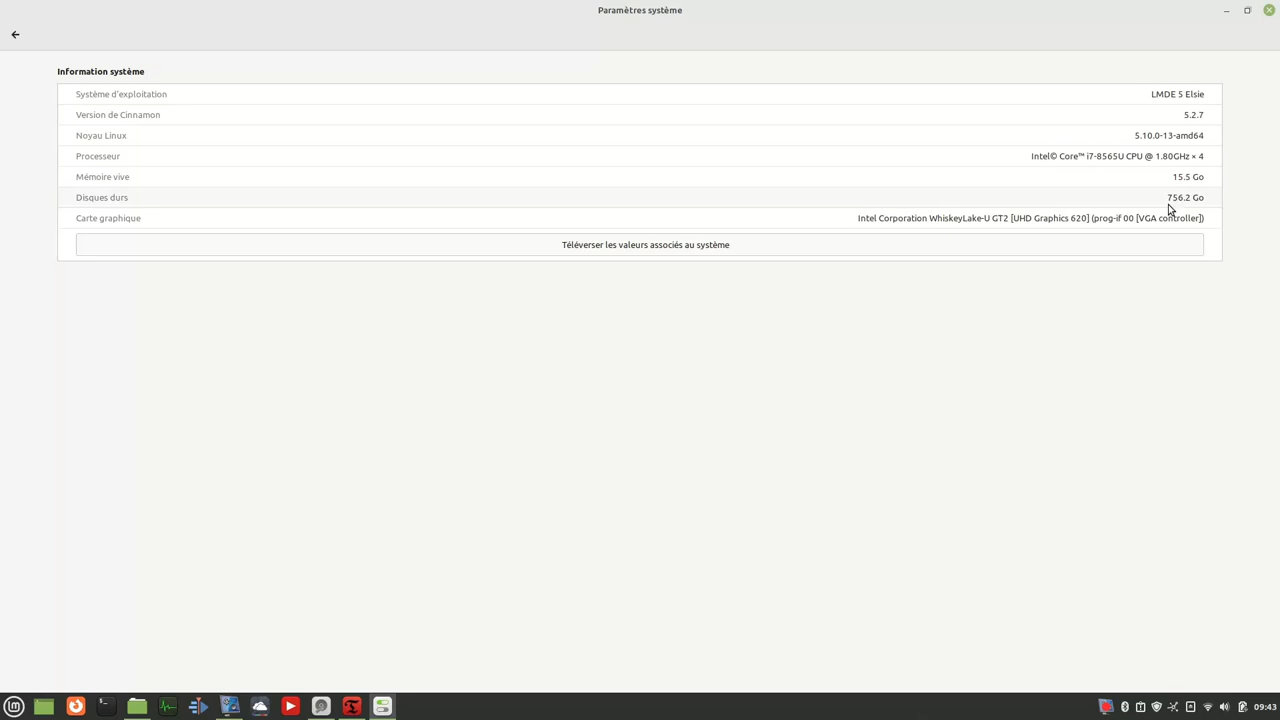 Paramètres système
Information système
Système d'exploitation LMDE 5 Elsie
Version de Cinnamon 5.2.7
Noyau Linux 5.10.0-13-amd64
Processeur Intel© Core™ i7-8565U CPU @ 1.80GHz × 4
Mémoire vive 15.5 Go
Disques durs 756.2 Go
Carte graphique Intel Corporation WhiskeyLake-U GT2 [UHD Graphics 620] (prog-if 00 [VGA controller])
Téléverser les valeurs associés au système
09:43